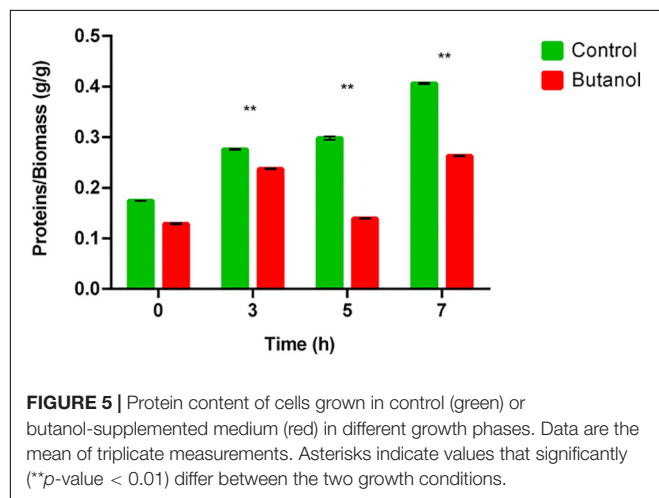 Control
Butanol
Proteins/Biomass (g/g)
0.5
0.4
0.3
0.2
0.1
0.0
**
**
**
0 3 5 7
Time (h)
FIGURE 5 | Protein content of cells grown in control (green) or
butanol-supplemented medium (red) in different growth phases. Data are the
mean of triplicate measurements. Asterisks indicate values that significantly
(**p-value < 0.01) differ between the two growth conditions.